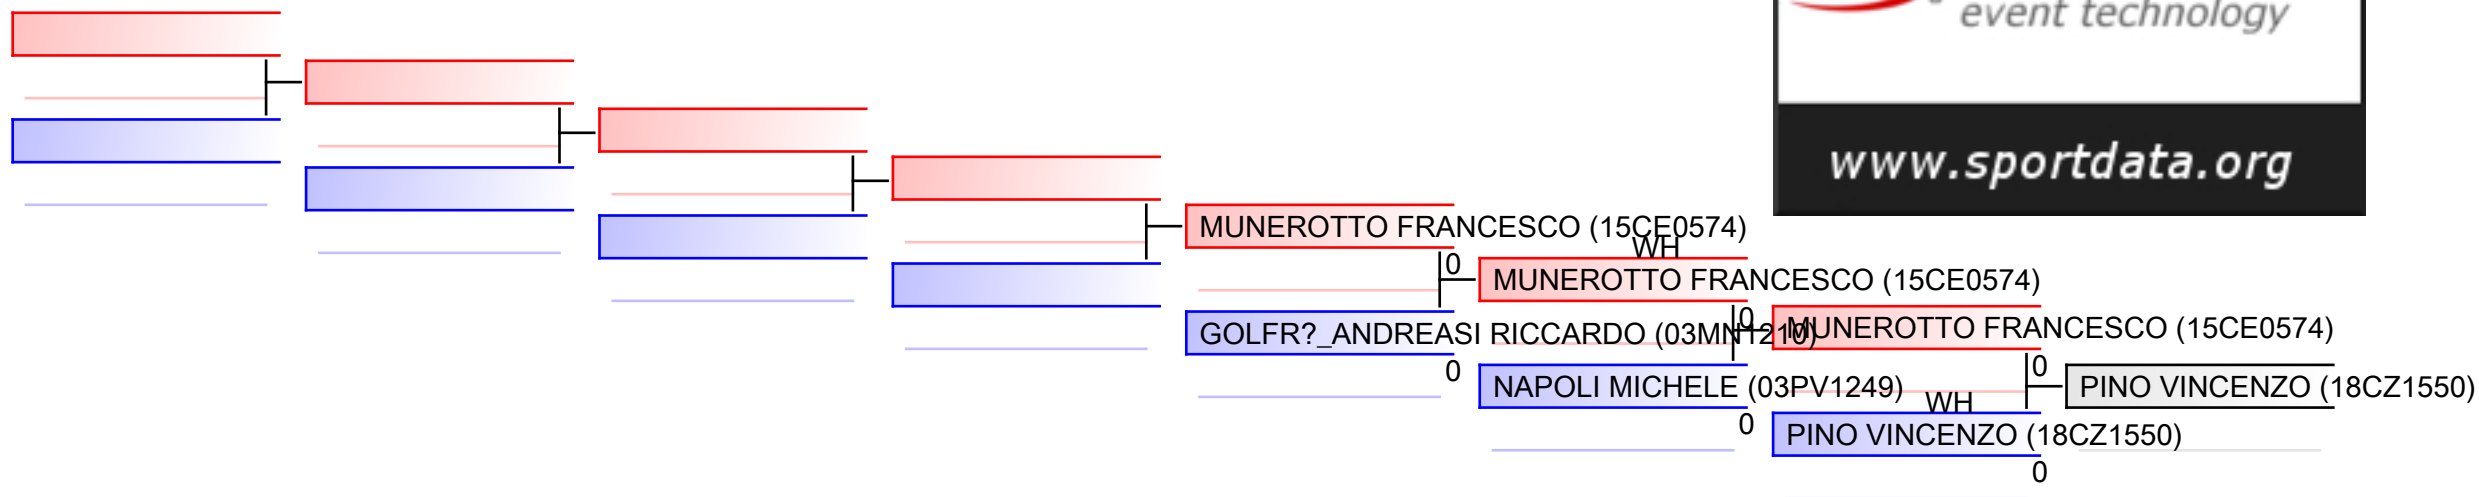 event technology
www.sportdata.org
MUNEROTTO FRANCESCO (15CE0574)
WH
0
MUNEROTTO FRANCESCO (15CE0574)
0
MUNEROTTO FRANCESCO (15CE0574)
GOLFR?_ANDREASI RICCARDO (03MN1210)
0
0
NAPOLI MICHELE (03PV1249)
PINO VINCENZO (18CZ1550)
WH
0
PINO VINCENZO (18CZ1550)
0